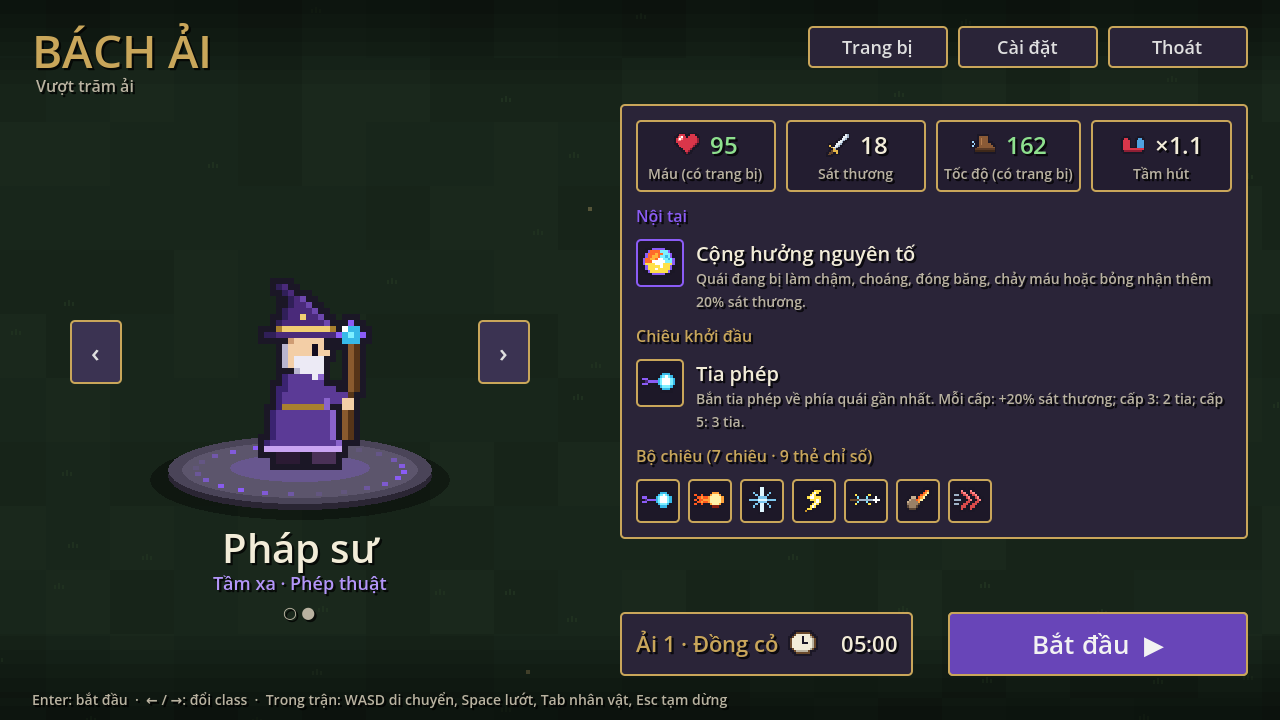 BÁCH ẢI
Vượt trăm ải
Trang bị
Cài đặt
Thoát
95
Máu (có trang bị)
18
Sát thương
162
Tốc độ (có trang bị)
×1.1
Tầm hút
Nội tại
Cộng hưởng nguyên tố
Quái đang bị làm chậm, choáng, đóng băng, chảy máu hoặc bỏng nhận thêm
20% sát thương.
Chiêu khởi đầu
Tia phép
Bắn tia phép về phía quái gần nhất. Mỗi cấp: +20% sát thương; cấp 3: 2 tia; cấp
5: 3 tia.
Bộ chiêu (7 chiêu · 9 thẻ chỉ số)
‹
›
Pháp sư
Tầm xa · Phép thuật
Ải 1 · Đồng cỏ
05:00
Bắt đầu ▶
Enter: bắt đầu · ← / →: đổi class · Trong trận: WASD di chuyển, Space lướt, Tab nhân vật, Esc tạm dừng